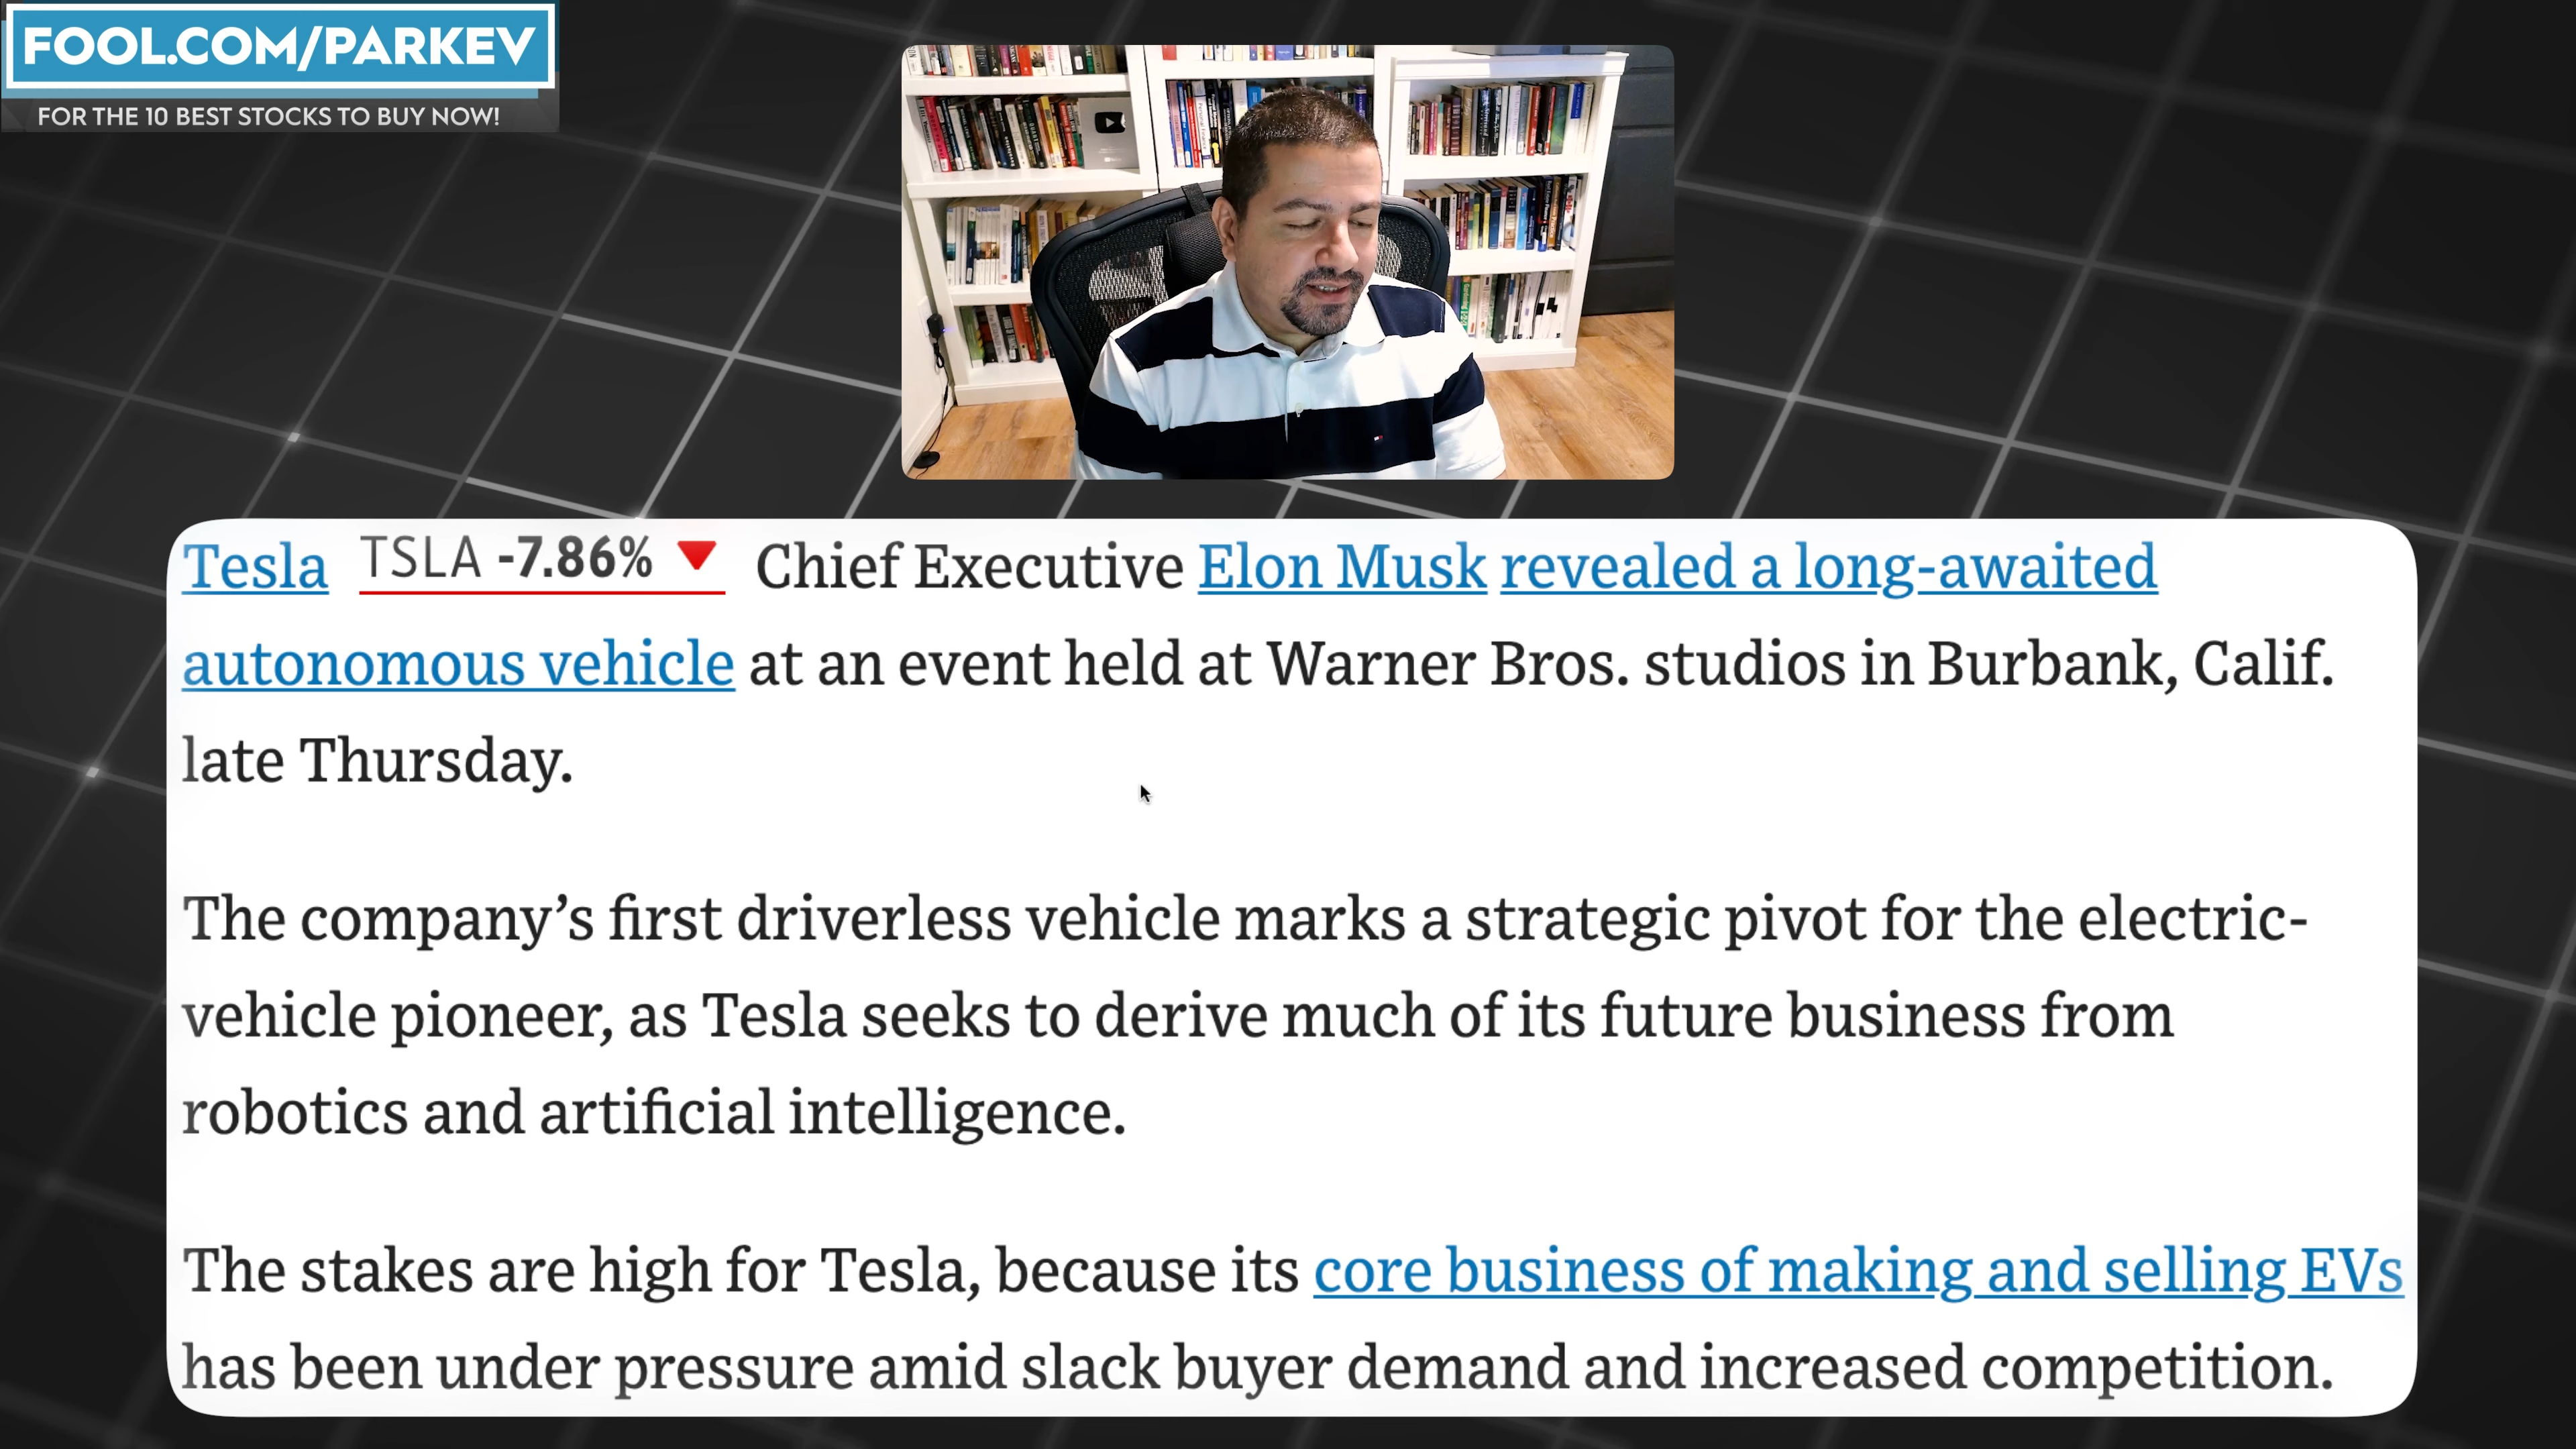 FOOL.COM/PARKEV
FOR THE 10 BEST STOCKS TO BUY NOW!
Tesla TSLA -7.86% ▼ Chief Executive Elon Musk revealed a long-awaited
autonomous vehicle at an event held at Warner Bros. studios in Burbank, Calif.
late Thursday.
The company’s first driverless vehicle marks a strategic pivot for the electric-
vehicle pioneer, as Tesla seeks to derive much of its future business from
robotics and artificial intelligence.
The stakes are high for Tesla, because its core business of making and selling EVs
has been under pressure amid slack buyer demand and increased competition.